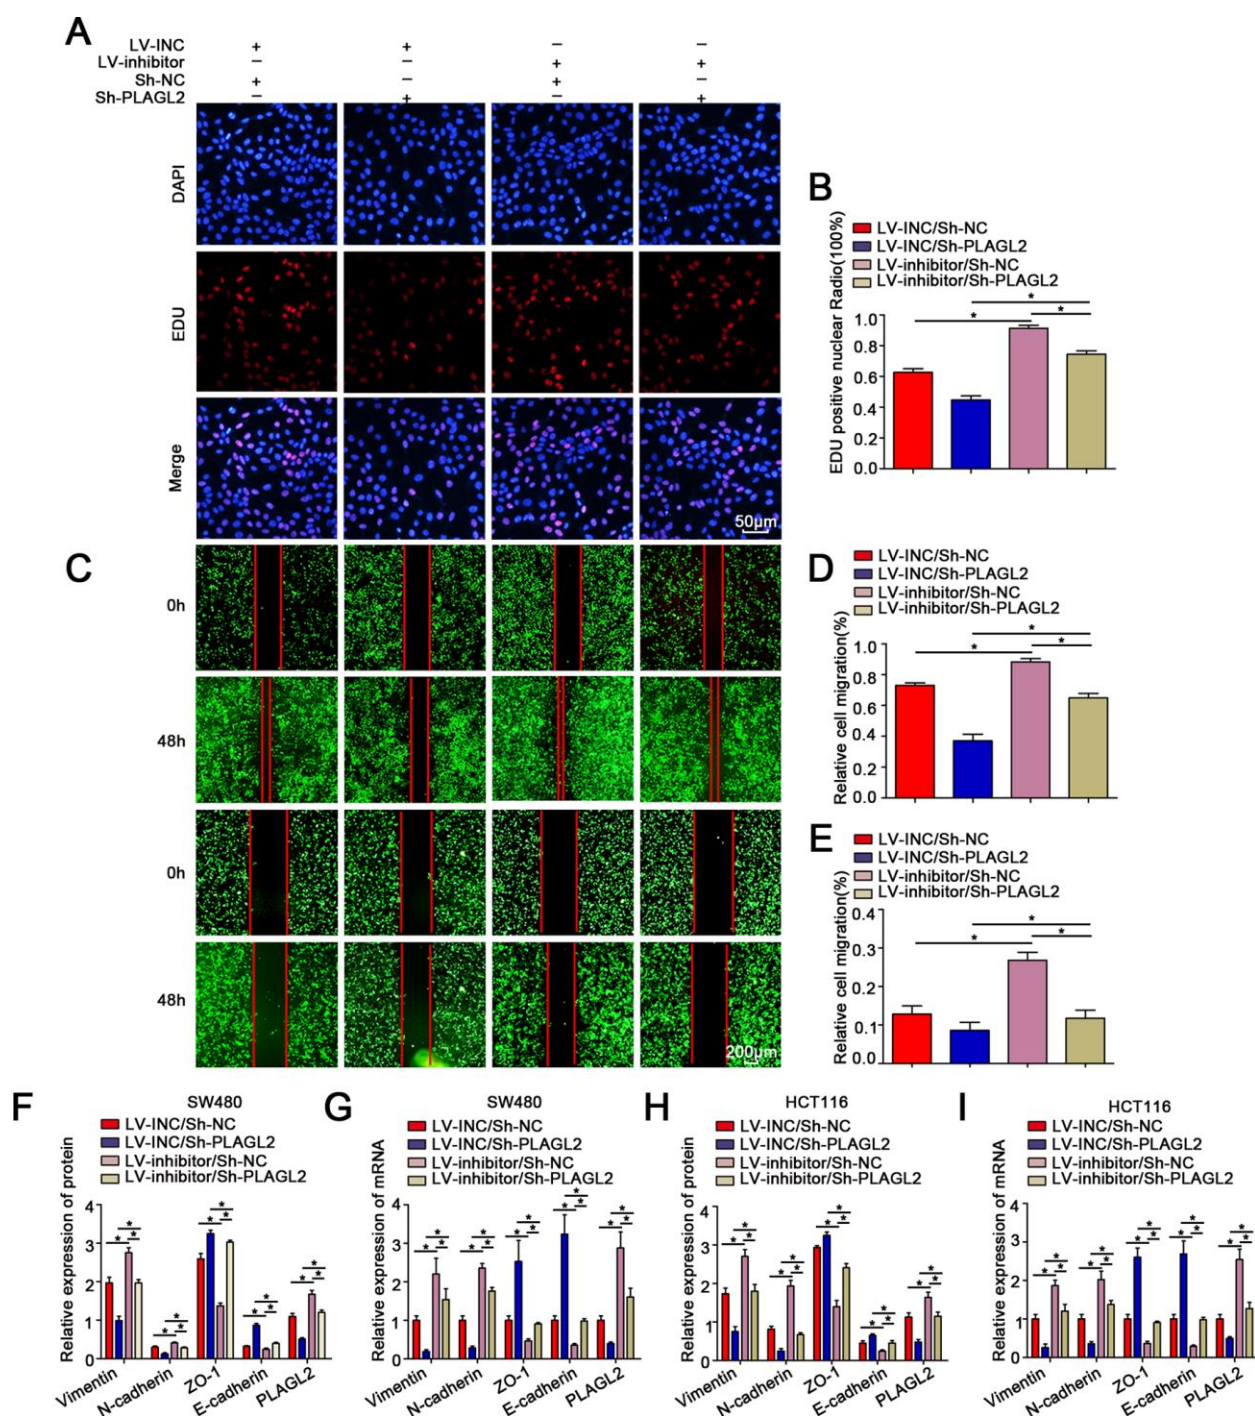 A
LV-INC + + − −
LV-inhibitor − − + +
Sh-NC + − + −
Sh-PLAGL2 − + − +
DAPI
EDU
Merge
50μm
B
LV-INC/Sh-NC
LV-INC/Sh-PLAGL2
LV-inhibitor/Sh-NC
LV-inhibitor/Sh-PLAGL2
EDU positive nuclear Radio(100%)
* * *
1.0
0.8
0.6
0.4
0.2
0.0
C
0h
48h
0h
48h
200μm
D
LV-INC/Sh-NC
LV-INC/Sh-PLAGL2
LV-inhibitor/Sh-NC
LV-inhibitor/Sh-PLAGL2
Relative cell migration(%)
* * *
1.0
0.8
0.6
0.4
0.2
0.0
E
LV-INC/Sh-NC
LV-INC/Sh-PLAGL2
LV-inhibitor/Sh-NC
LV-inhibitor/Sh-PLAGL2
Relative cell migration(%)
* * *
0.4
0.3
0.2
0.1
0.0
F
SW480
LV-INC/Sh-NC
LV-INC/Sh-PLAGL2
LV-inhibitor/Sh-NC
LV-inhibitor/Sh-PLAGL2
Relative expression of protein
4
3
2
1
0
* * * * * * * * * * * * * * *
Vimentin N-cadherin ZO-1 E-cadherin PLAGL2
G
SW480
LV-INC/Sh-NC
LV-INC/Sh-PLAGL2
LV-inhibitor/Sh-NC
LV-inhibitor/Sh-PLAGL2
Relative expression of mRNA
4
3
2
1
0
* * * * * * * * * * * * * * *
Vimentin N-cadherin ZO-1 E-cadherin PLAGL2
H
HCT116
LV-INC/Sh-NC
LV-INC/Sh-PLAGL2
LV-inhibitor/Sh-NC
LV-inhibitor/Sh-PLAGL2
Relative expression of protein
4
3
2
1
0
* * * * * * * * * * * * * * *
Vimentin N-cadherin ZO-1 E-cadherin PLAGL2
I
HCT116
LV-INC/Sh-NC
LV-INC/Sh-PLAGL2
LV-inhibitor/Sh-NC
LV-inhibitor/Sh-PLAGL2
Relative expression of mRNA
4
3
2
1
0
* * * * * * * * * * * * * * *
Vimentin N-cadherin ZO-1 E-cadherin PLAGL2